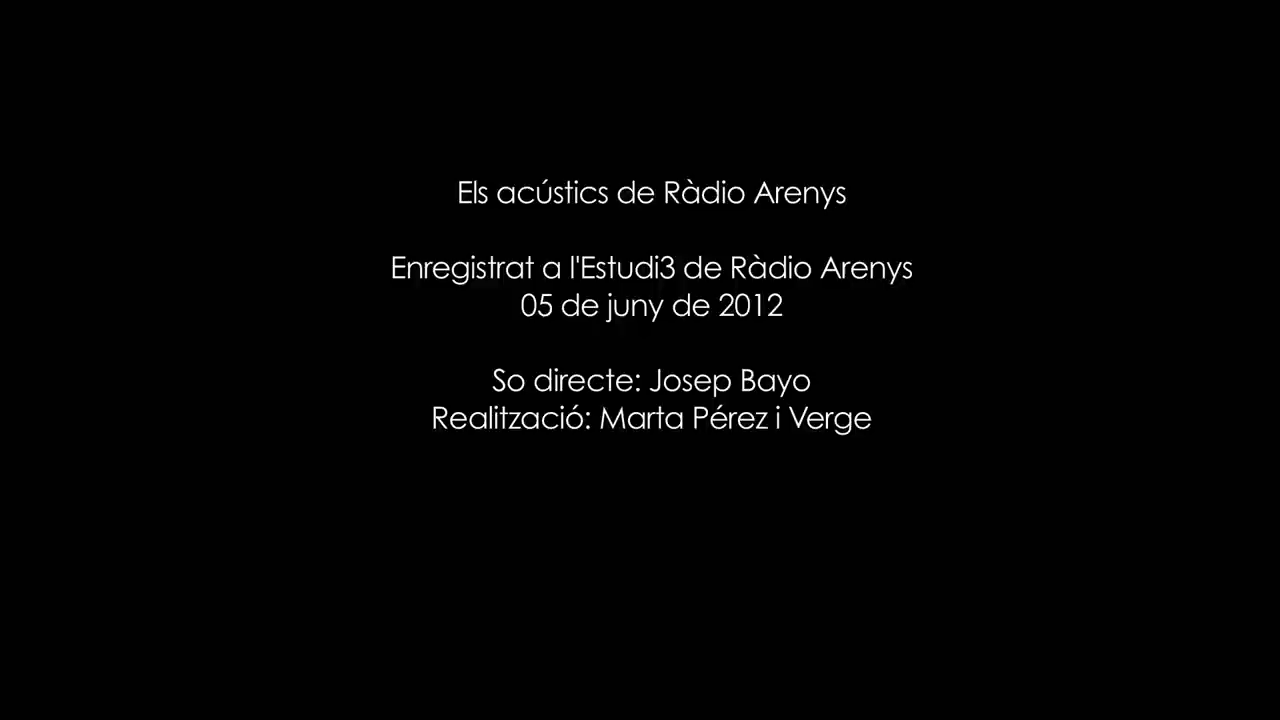 Els acústics de Ràdio Arenys
Enregistrat a l'Estudi3 de Ràdio Arenys
05 de juny de 2012
So directe: Josep Bayo
Realització: Marta Pérez i Verge